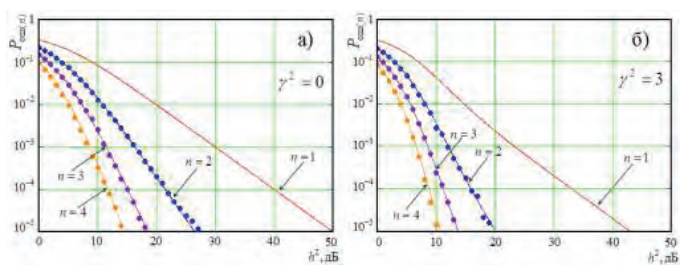 P_ош(n)
1
10⁻¹
10⁻²
10⁻³
10⁻⁴
10⁻⁵
0
10
20
30
40
50
h²,дБ
а)
γ² = 0
n=1
n=2
n=3
n=4
P_ош(n)
1
10⁻¹
10⁻²
10⁻³
10⁻⁴
10⁻⁵
0
10
20
30
40
50
h²,дБ
б)
γ² = 3
n=3
n=2
n=1
n=4